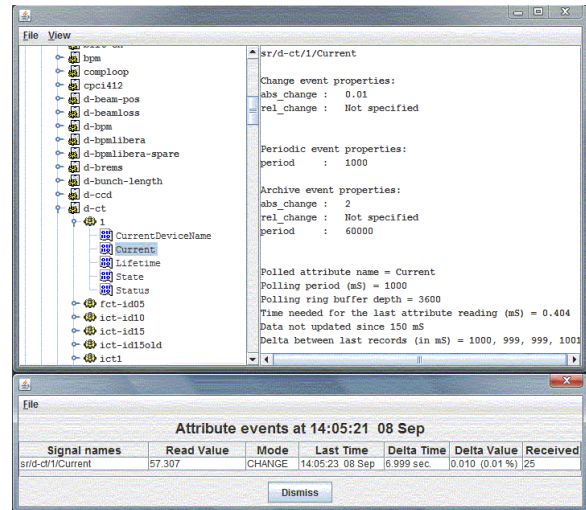 File View
bpm
comploop
cpci412
d-beam-pos
d-beamloss
d-bpm
d-bpmlibera
d-bpmlibera-spare
d-brems
d-bunch-length
d-ccd
d-ct
1
CurrentDeviceName
Current
Lifetime
State
Status
fct-id05
ict-id10
ict-id15
ict-id15old
ict1
sr/d-ct/1/Current
Change event properties:
abs_change : 0.01
rel_change : Not specified
Periodic event properties:
period : 1000
Archive event properties:
abs_change : 2
rel_change : Not specified
period : 60000
Polled attribute name = Current
Polling period (mS) = 1000
Polling ring buffer depth = 3600
Time needed for the last attribute reading (mS) = 0.404
Data not updated since 150 mS
Delta between last records (in mS) = 1000, 999, 999, 1001
File
Attribute events at 14:05:21 08 Sep
Signal names Read Value Mode Last Time Delta Time Delta Value Received
sr/d-ct/1/Current 57.307 CHANGE 14:05:23 08 Sep 6.999 sec. 0.010 (0.01 %) 25
Dismiss